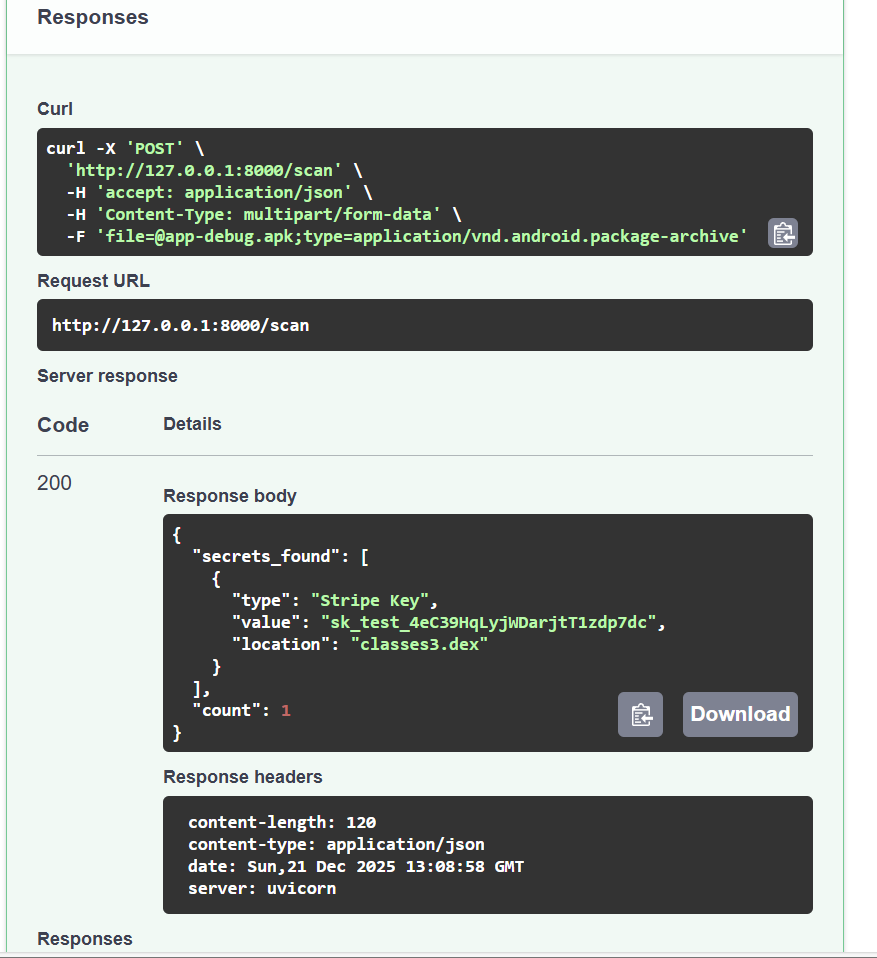 Responses
Curl
curl -X 'POST' \
'http://127.0.0.1:8000/scan' \
-H 'accept: application/json' \
-H 'Content-Type: multipart/form-data' \
-F 'file=@app-debug.apk;type=application/vnd.android.package-archive'
Request URL
http://127.0.0.1:8000/scan
Server response
Code Details
200
Response body
{
"secrets_found": [
{
"type": "Stripe Key",
"value": "sk_test_4eC39HqLyjWDarjtT1zdp7dc",
"location": "classes3.dex"
}
],
"count": 1
}
Download
Response headers
content-length: 120
content-type: application/json
date: Sun,21 Dec 2025 13:08:58 GMT
server: uvicorn
Responses